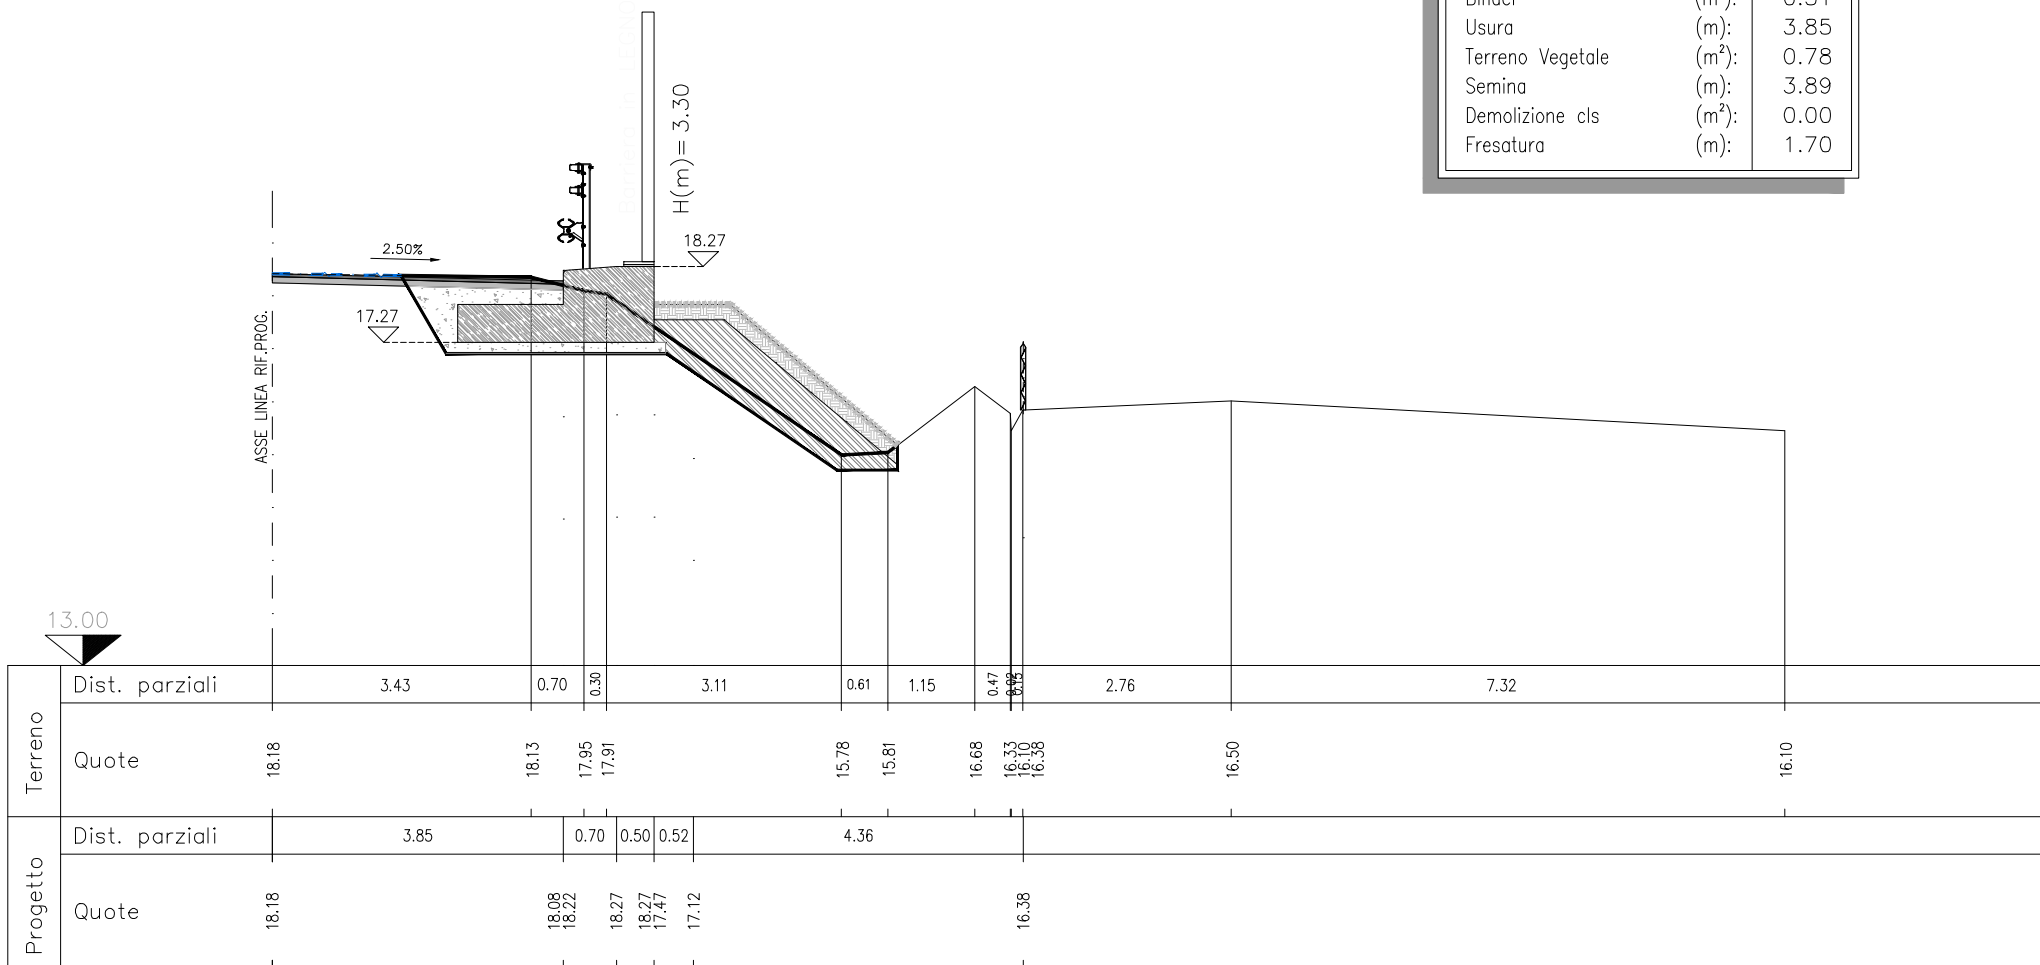 Usura (m): 3.85
Terreno Vegetale (m²): 0.78
Semina (m): 3.89
Demolizione cls (m²): 0.00
Fresatura (m): 1.70
H(m)= 3.30
2.50%
18.27
17.27
ASSE LINEA RIF.PROG.
13.00
Terreno
Dist. parziali 3.43 0.70 0.30 3.11 0.61 1.15 0.47 0.02 0.15 2.76 7.32
Quote 18.18 18.13 17.95 17.91 15.78 15.81 16.68 16.33 16.10 16.38 16.50 16.10
Progetto
Dist. parziali 3.85 0.70 0.50 0.52 4.36
Quote 18.18 18.08 18.22 18.27 18.27 17.47 17.12 16.38